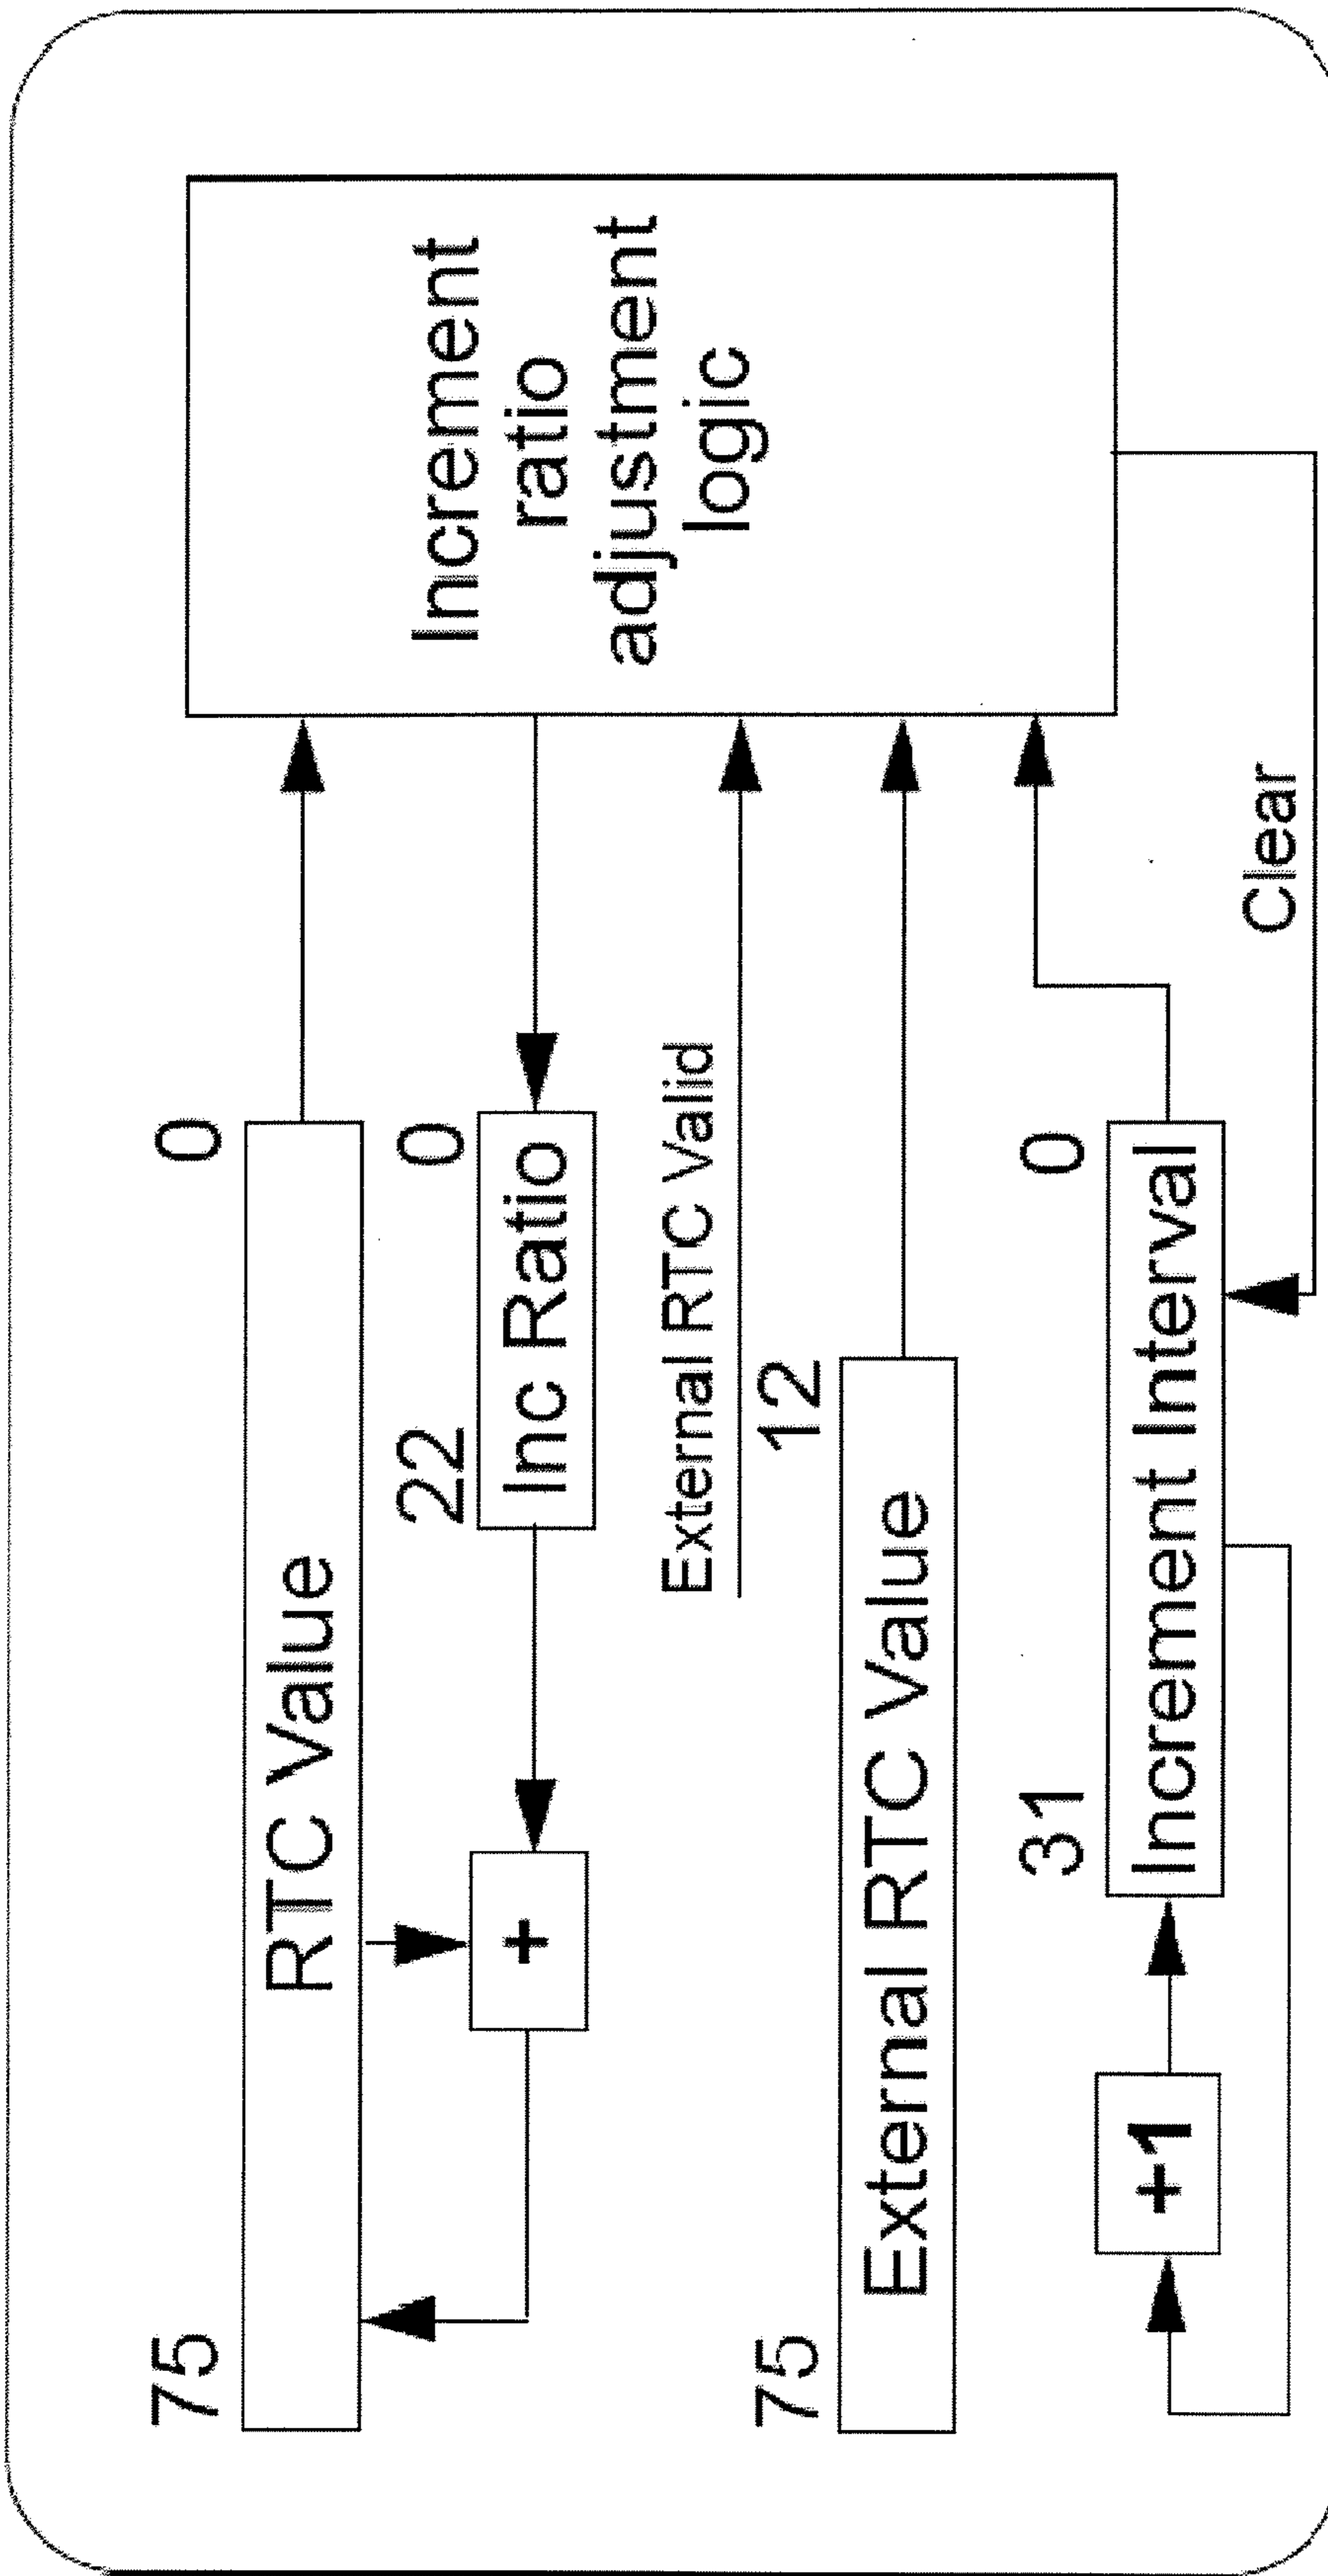 75 0
RTC Value
22 0
Inc Ratio
+
External RTC Valid
75 12
External RTC Value
31 0
+1
Increment Interval
Clear
Increment
ratio
adjustment
logic